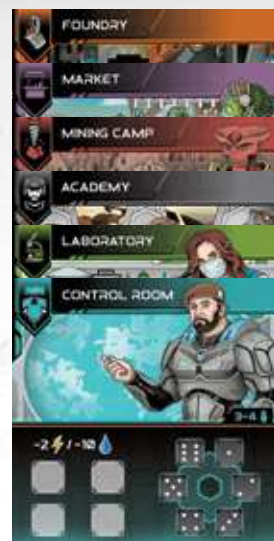 FOUNDRY
MARKET
MINING CAMP
ACADEMY
LABORATORY
CONTROL ROOM
3-4
-2 / -10